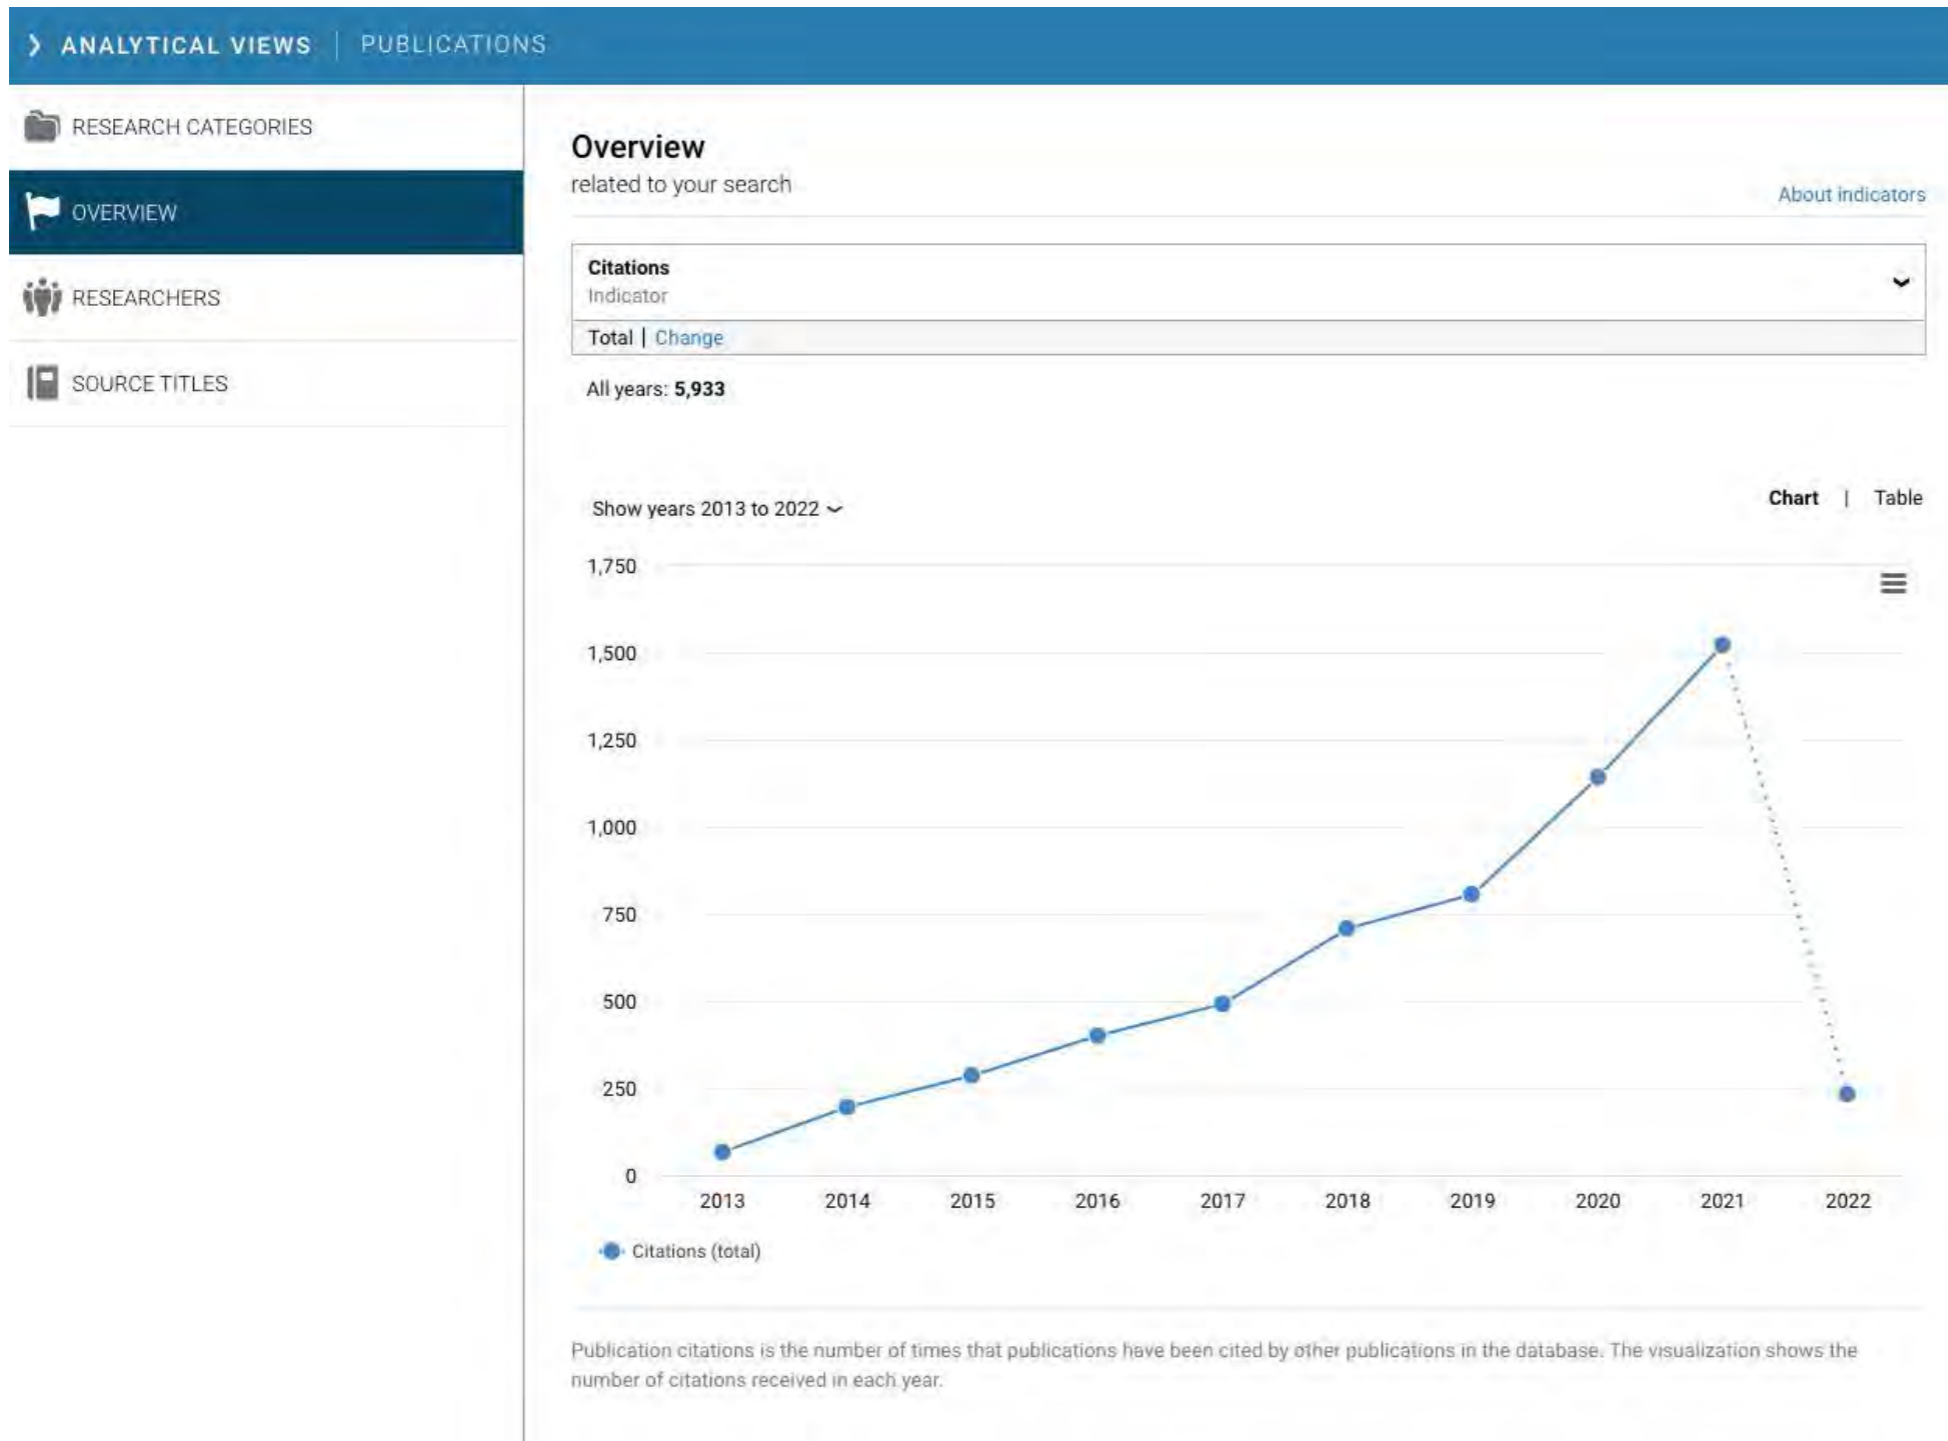 ANALYTICAL VIEWS | PUBLICATIONS
RESEARCH CATEGORIES
OVERVIEW
RESEARCHERS
SOURCE TITLES
Overview
related to your search
About indicators
Citations
Indicator
Total | Change
All years: 5,933
Show years 2013 to 2022
Chart | Table
1,750
1,500
1,250
1,000
750
500
250
0
2013 2014 2015 2016 2017 2018 2019 2020 2021 2022
Citations (total)
Publication citations is the number of times that publications have been cited by other publications in the database. The visualization shows the
number of citations received in each year.